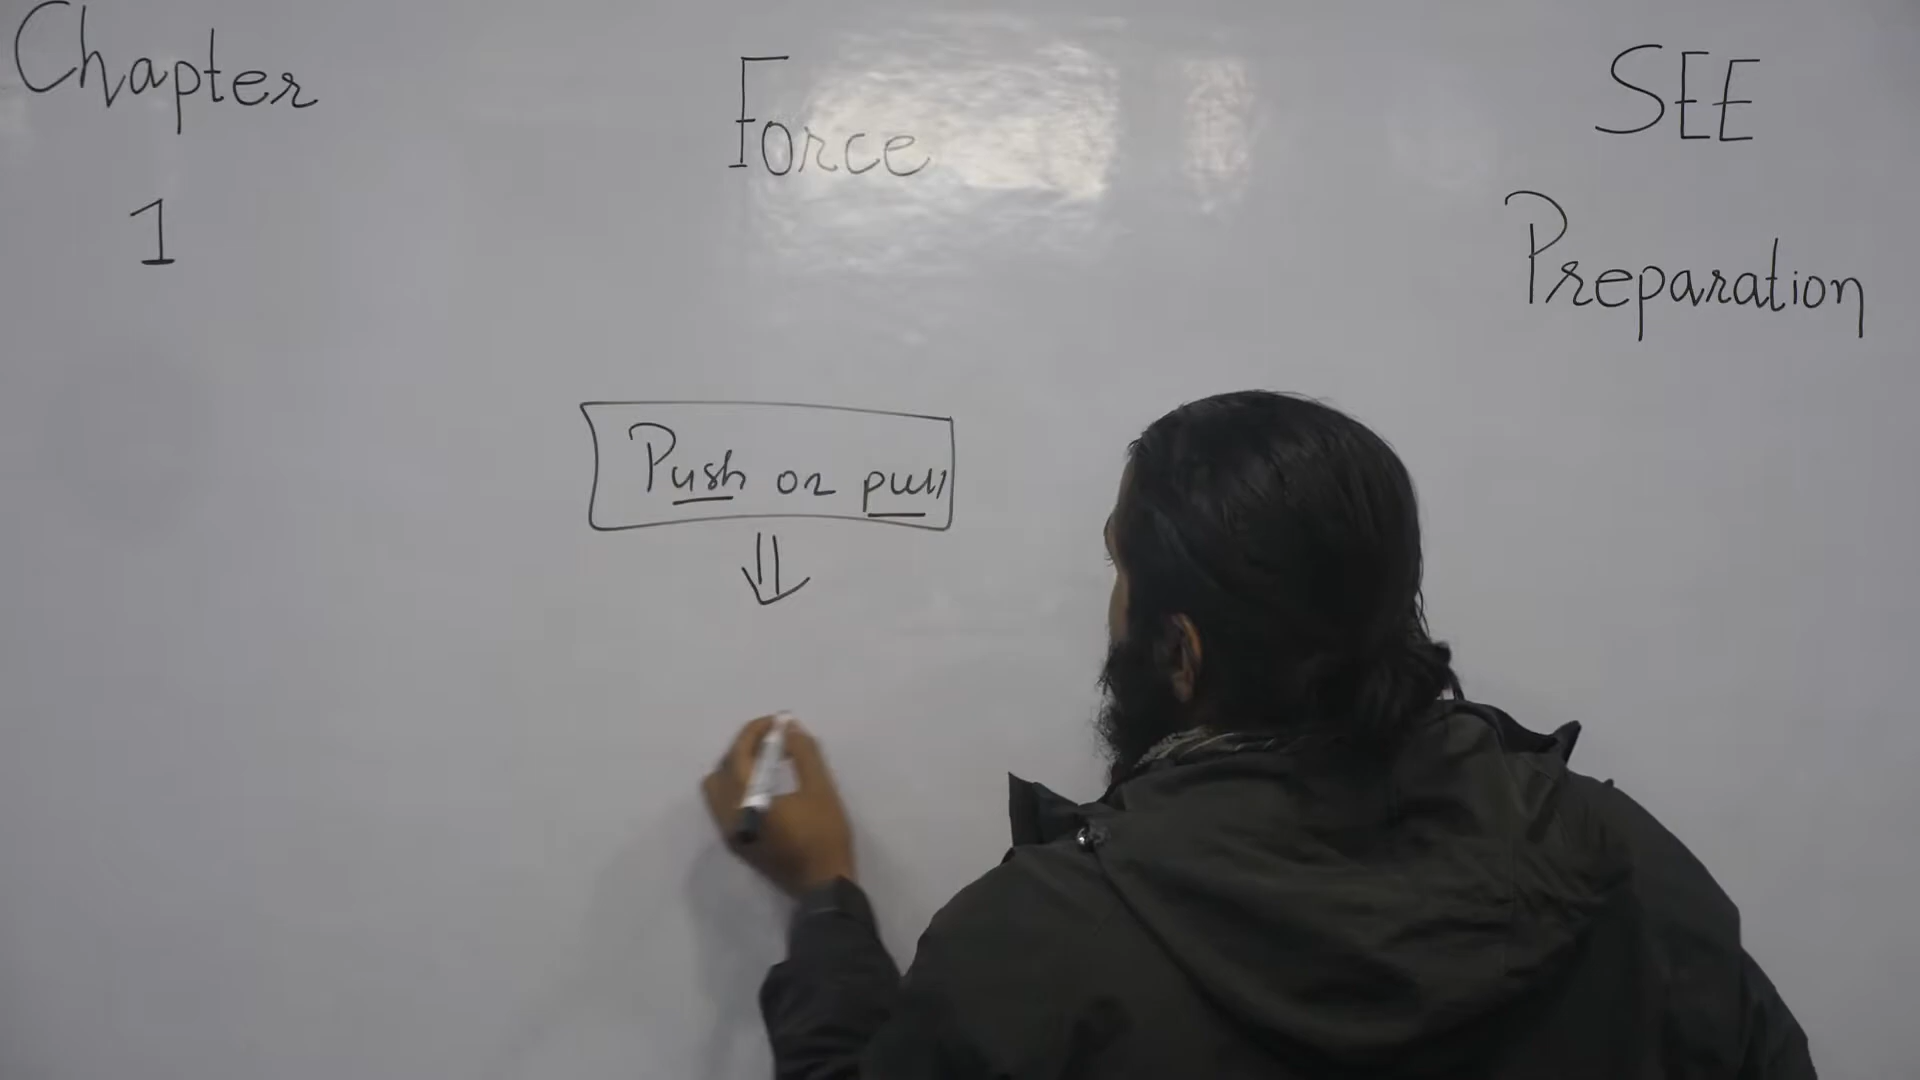 Chapter
1
Force
SEE
Preparation
Push or pull